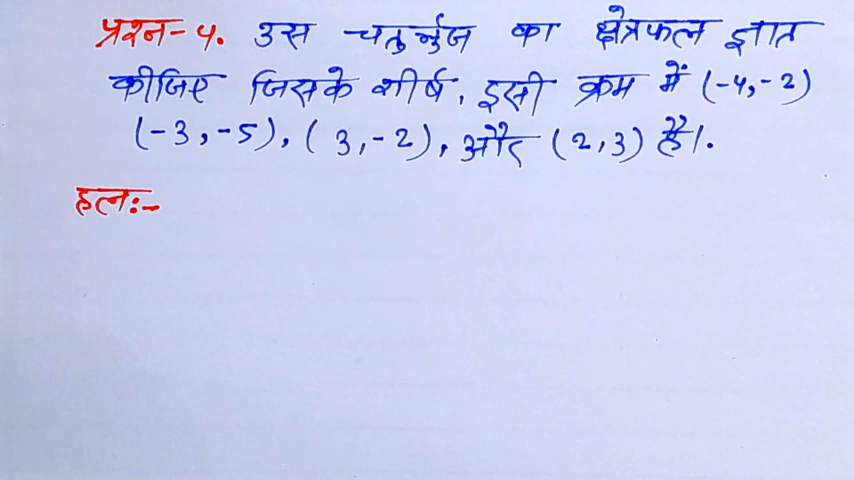 प्रश्न-4. उस चतुर्भुज का क्षेत्रफल ज्ञात
कीजिए जिसके शीर्ष, इसी क्रम में (-4,-2)
(-3,-5), (3,-2), और (2,3) है।.
हल:-